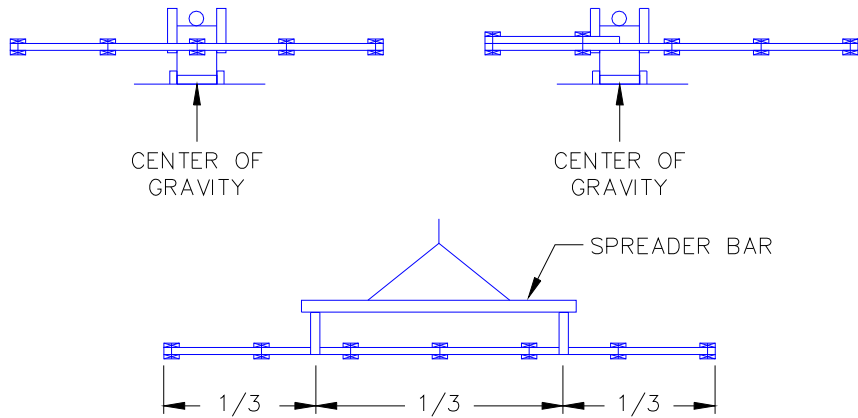 CENTER OF
GRAVITY
CENTER OF
GRAVITY
SPREADER BAR
1/3
1/3
1/3